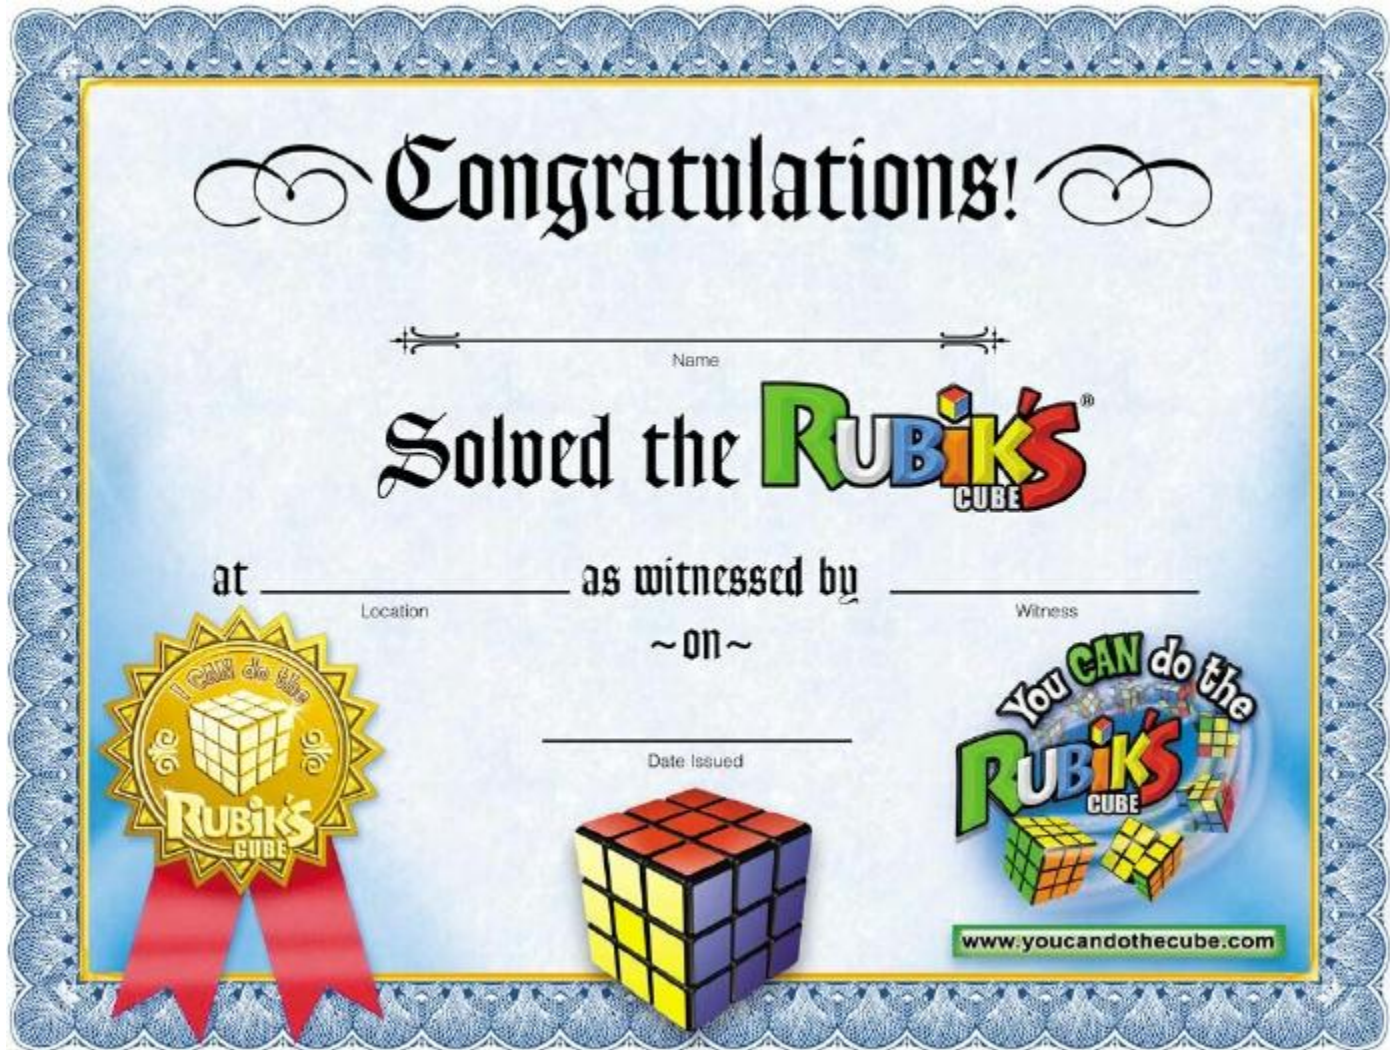 Congratulations!
Name
Solved the RUBIK'S ®
CUBE
at as witnessed by
Location Witness
~on~
Date Issued
I CAN do the
RUBIK'S
CUBE
You CAN do the
RUBIK'S
CUBE
www.youcandothecube.com